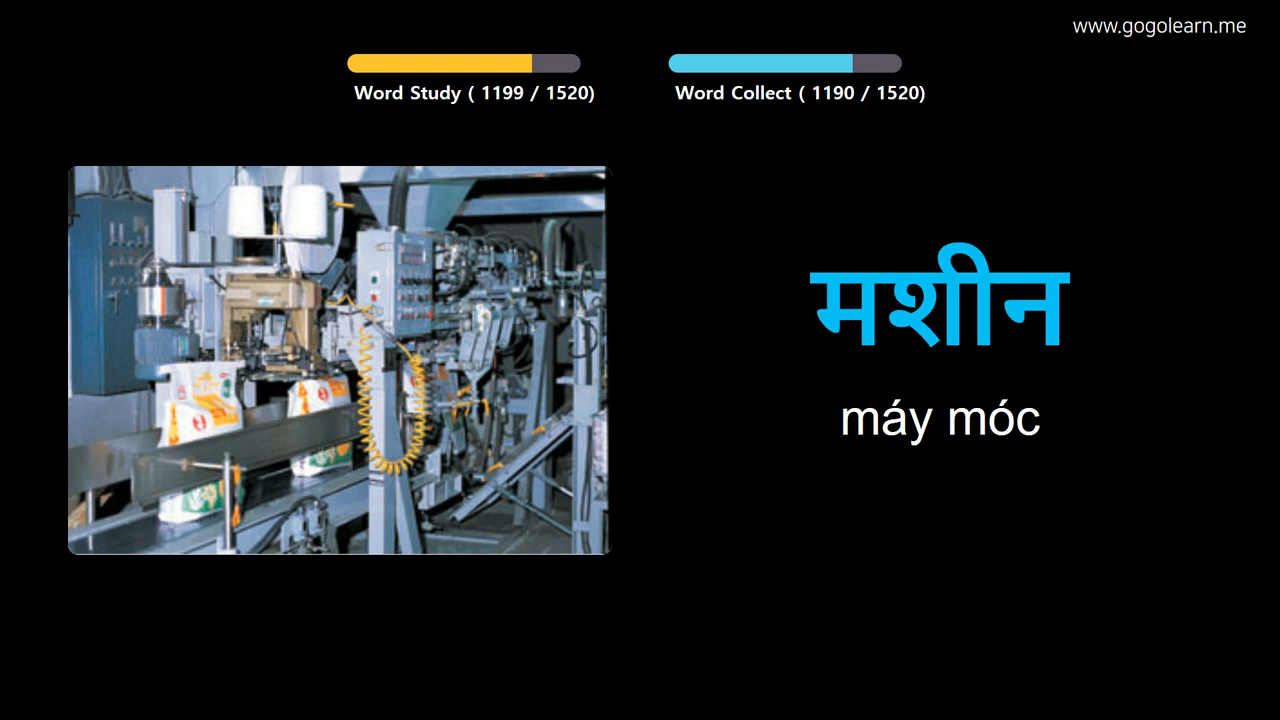 www.gogolearn.me
Word Study ( 1199 / 1520)
Word Collect ( 1190 / 1520)
मशीन
máy móc